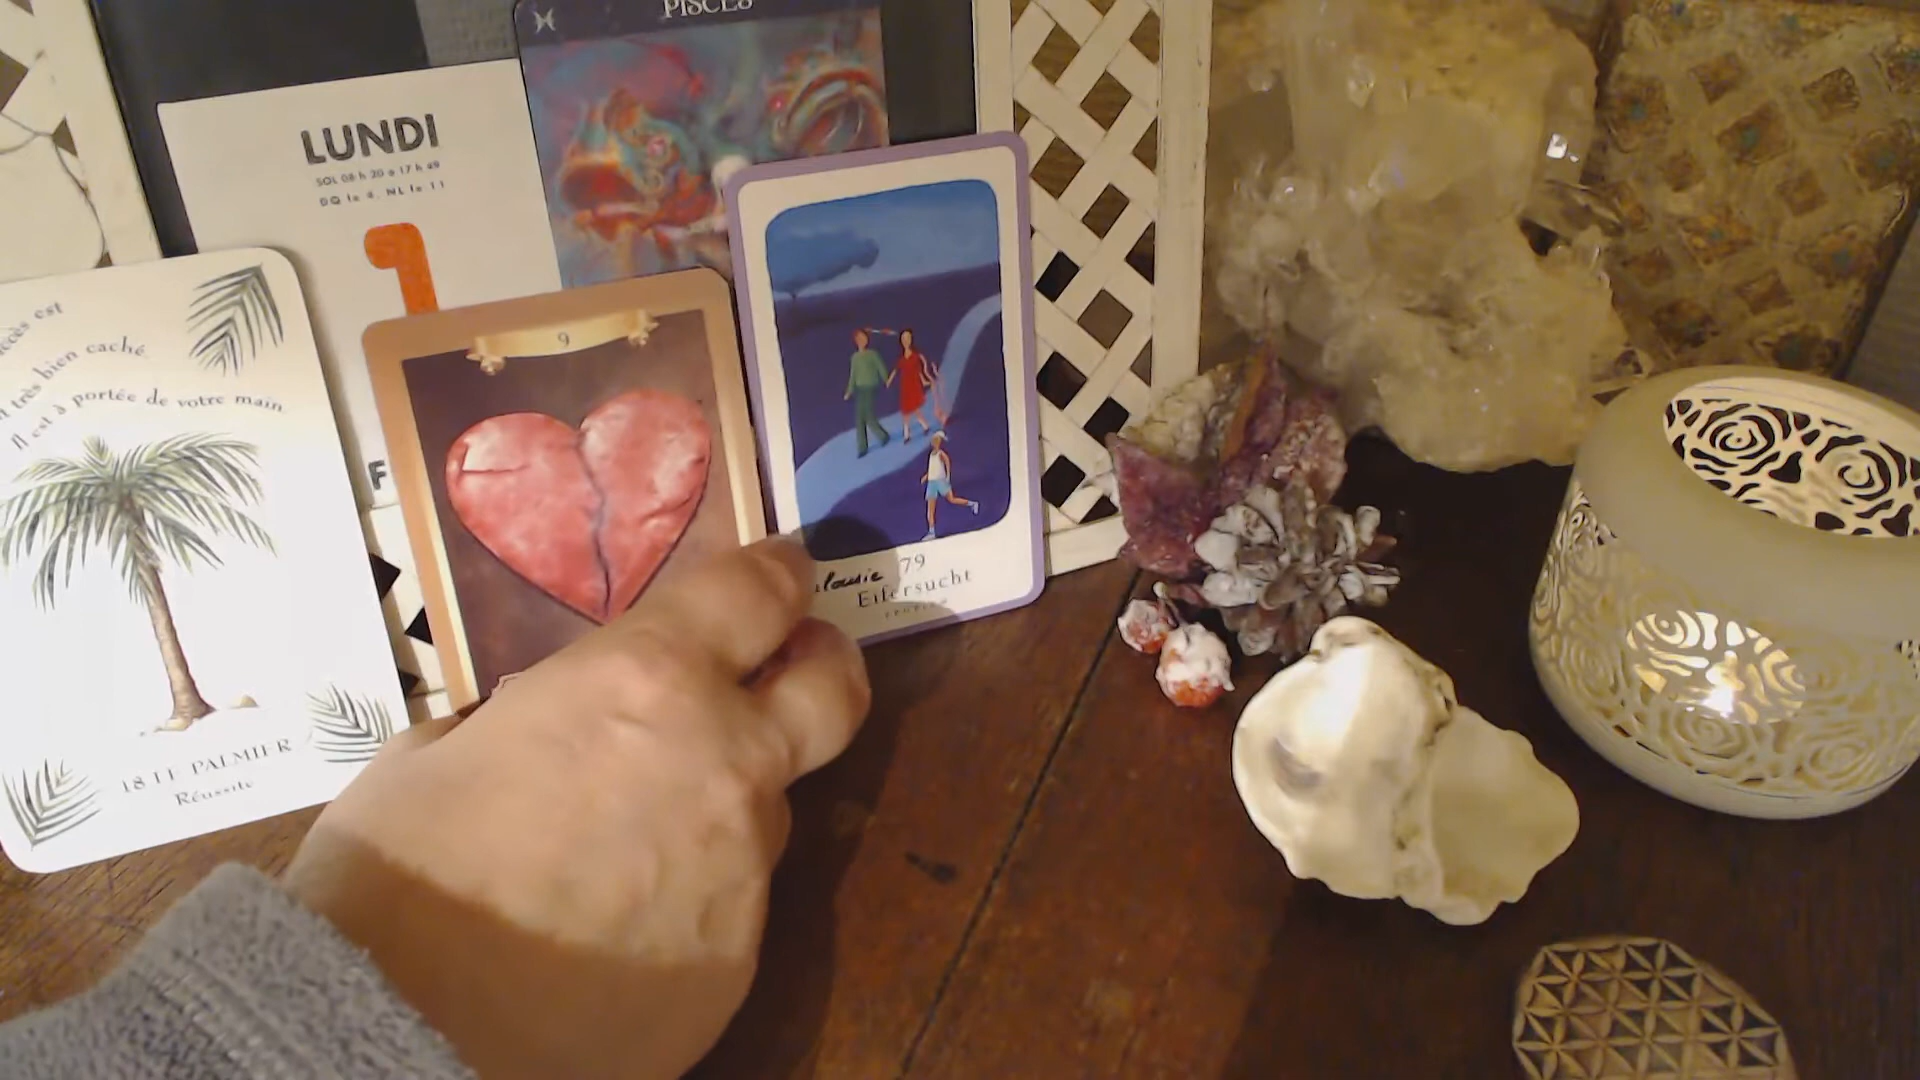 PISCES
LUNDI
SOL 08 h 20 à 17 h 49
DQ le 4. NL le 11
1
F
ccès est
très bien caché.
Il est à portée de votre main
18 LE PALMIER
Réussite
9
79
Eifersucht